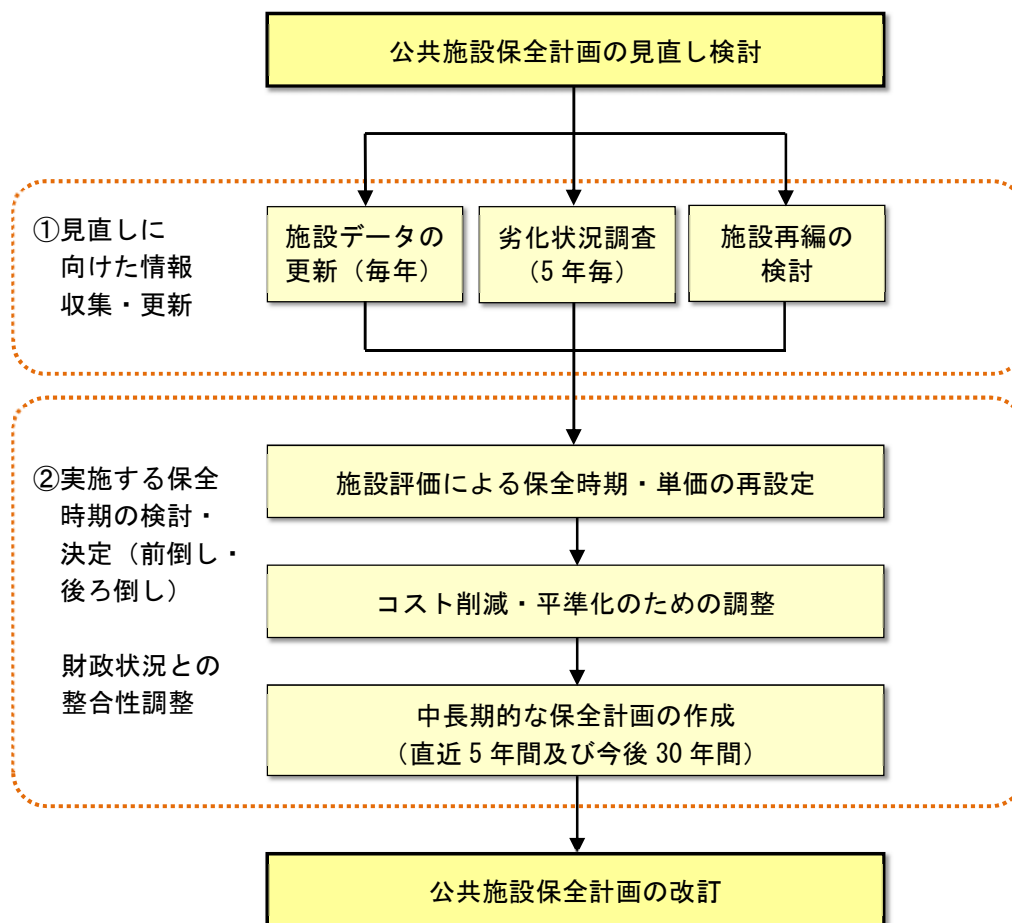 公共施設保全計画の見直し検討
①見直しに
向けた情報
収集・更新
施設データの
更新（毎年）
劣化状況調査
（5年毎）
施設再編の
検討
②実施する保全
時期の検討・
決定（前倒し・
後ろ倒し）
財政状況との
整合性調整
施設評価による保全時期・単価の再設定
コスト削減・平準化のための調整
中長期的な保全計画の作成
（直近5年間及び今後30年間）
公共施設保全計画の改訂